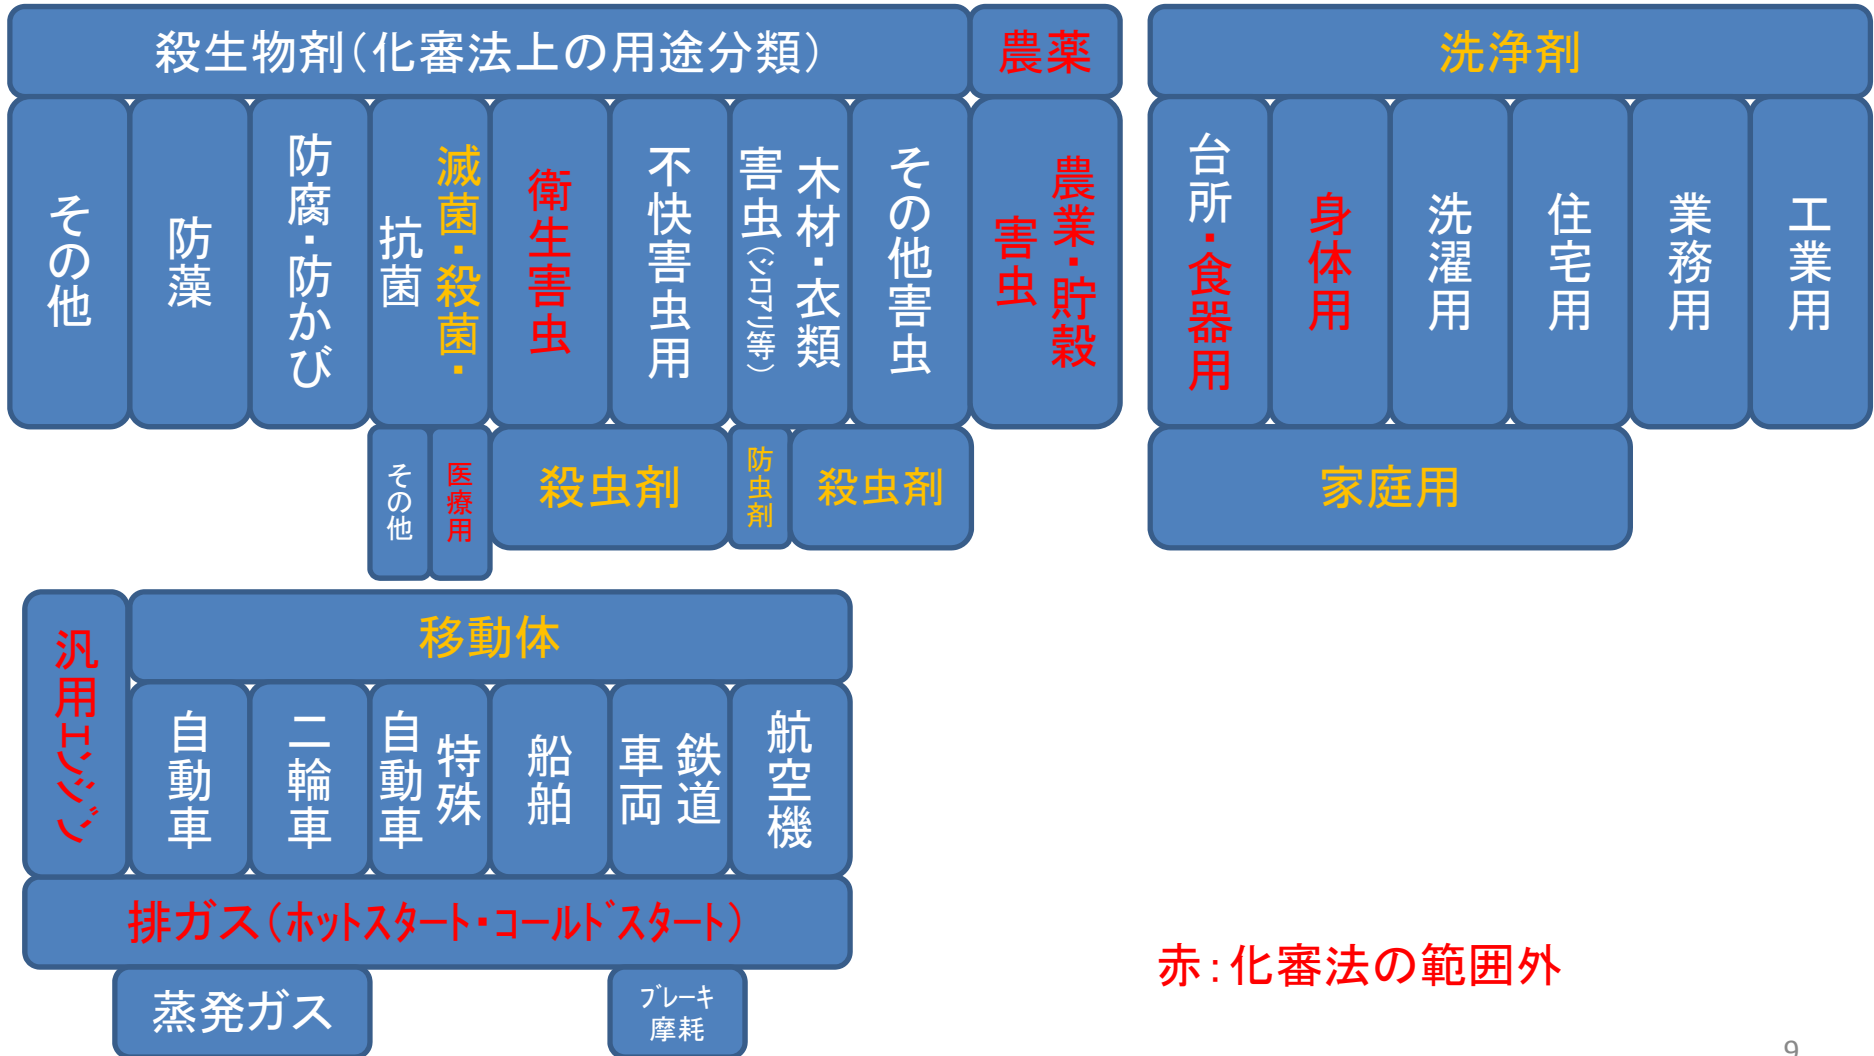 殺生物剤(化審法上の用途分類)
農薬
洗浄剤
その他
防藻
防腐・防かび
滅菌・殺菌・
抗菌
衛生害虫
不快害虫用
木材・衣類
害虫(シロアリ等)
その他害虫
農業・貯穀
害虫
台所・食器用
身体用
洗濯用
住宅用
業務用
工業用
その他
医療用
殺虫剤
防虫剤
殺虫剤
家庭用
汎用エンジン
移動体
自動車
二輪車
特殊
自動車
船舶
鉄道
車両
航空機
排ガス(ホットスタート・コールドスタート)
蒸発ガス
ブレーキ
摩耗
赤:化審法の範囲外
9